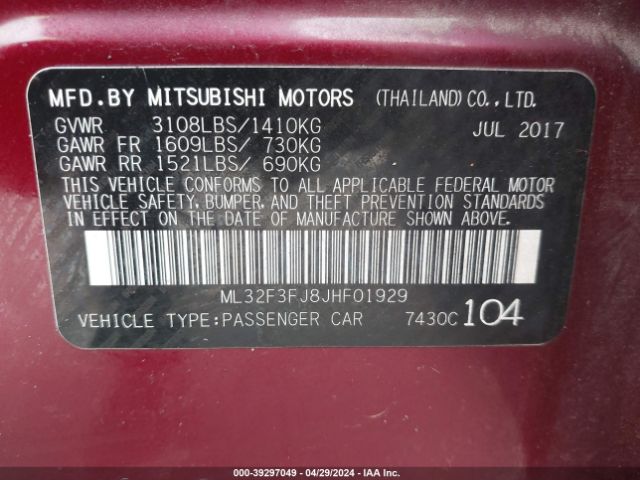 MFD.BY MITSUBISHI MOTORS (THAILAND)CO.,LTD.
GVWR 3108LBS/1410KG JUL 2017
GAWR FR 1609LBS/ 730KG
GAWR RR 1521LBS/ 690KG
THIS VEHICLE CONFORMS TO ALL APPLICABLE FEDERAL MOTOR
VEHICLE SAFETY, BUMPER, AND THEFT PREVENTION STANDARDS
IN EFFECT ON THE DATE OF MANUFACTURE SHOWN ABOVE.
ML32F3FJ8JHF01929
VEHICLE TYPE:PASSENGER CAR 7430C 104
000-39297049 - 04/29/2024 - IAA Inc.